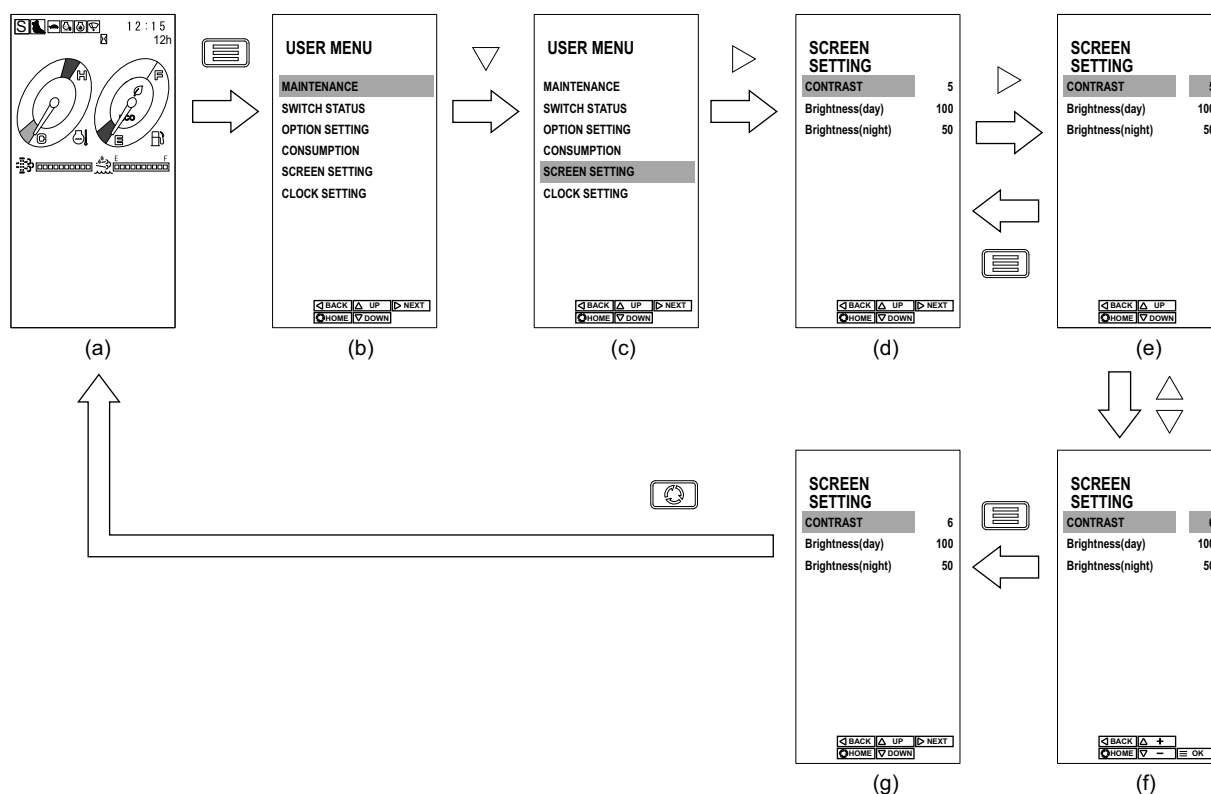 S 12:15
12h
H F
C E
E F
(a)
USER MENU
MAINTENANCE
SWITCH STATUS
OPTION SETTING
CONSUMPTION
SCREEN SETTING
CLOCK SETTING
BACK UP NEXT
HOME DOWN
(b)
USER MENU
MAINTENANCE
SWITCH STATUS
OPTION SETTING
CONSUMPTION
SCREEN SETTING
CLOCK SETTING
BACK UP NEXT
HOME DOWN
(c)
SCREEN
SETTING
CONTRAST 5
Brightness(day) 100
Brightness(night) 50
BACK UP NEXT
HOME DOWN
(d)
SCREEN
SETTING
CONTRAST
Brightness(day) 100
Brightness(night) 50
BACK UP
HOME DOWN
(e)
SCREEN
SETTING
CONTRAST 6
Brightness(day) 100
Brightness(night) 50
BACK UP NEXT
HOME DOWN
(g)
SCREEN
SETTING
CONTRAST
Brightness(day) 100
Brightness(night) 50
BACK +
HOME − OK
(f)